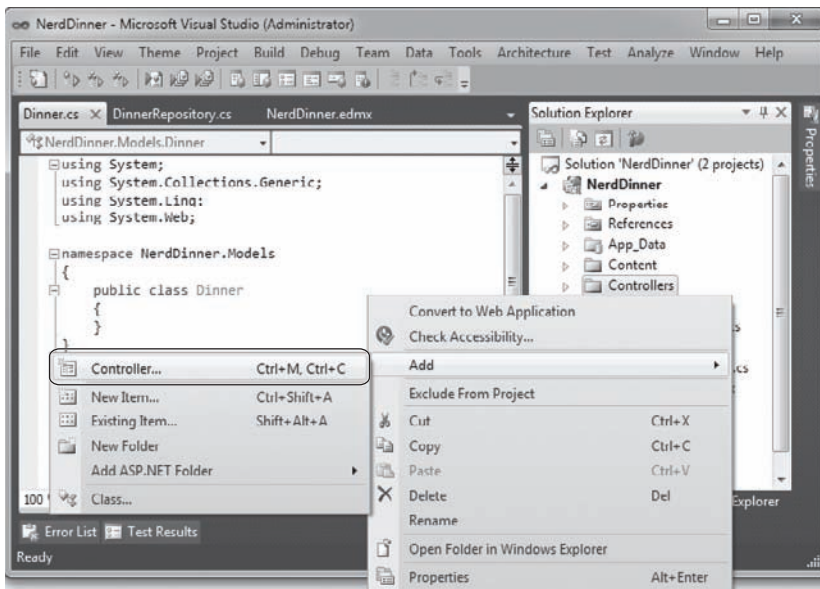 NerdDinner - Microsoft Visual Studio (Administrator)
File Edit View Theme Project Build Debug Team Data Tools Architecture Test Analyze Window Help
Dinner.cs DinnerRepository.cs NerdDinner.edmx
NerdDinner.Models.Dinner
using System;
using System.Collections.Generic;
using System.Linq;
using System.Web;
namespace NerdDinner.Models
{
public class Dinner
{
}
}
100
Solution Explorer
Solution 'NerdDinner' (2 projects)
NerdDinner
Properties
References
App_Data
Content
Controllers
.cs
Explorer
Properties
Convert to Web Application
Check Accessibility...
Add
Exclude From Project
Cut Ctrl+X
Copy Ctrl+C
Paste Ctrl+V
Delete Del
Rename
Open Folder in Windows Explorer
Properties Alt+Enter
Controller... Ctrl+M, Ctrl+C
New Item... Ctrl+Shift+A
Existing Item... Shift+Alt+A
New Folder
Add ASP.NET Folder
Class...
Error List Test Results
Ready